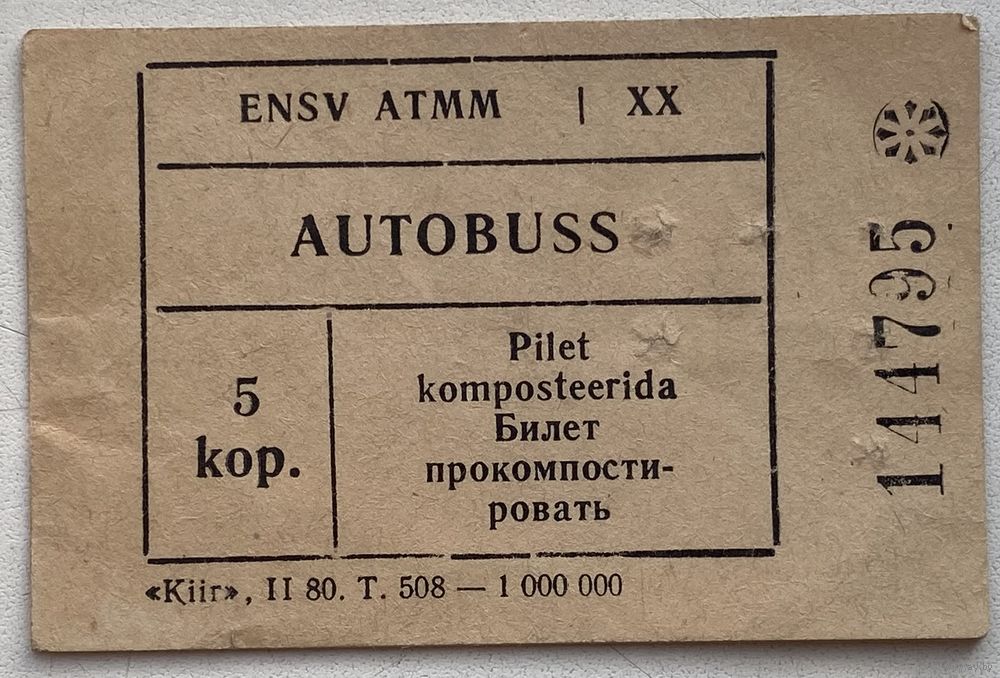 ENSV ATMM | XX
AUTOBUSS
5
kop.
Pilet
komposteerida
Билет
прокомпости-
ровать
144795
«Kiir», II 80. T. 508 — 1 000 000